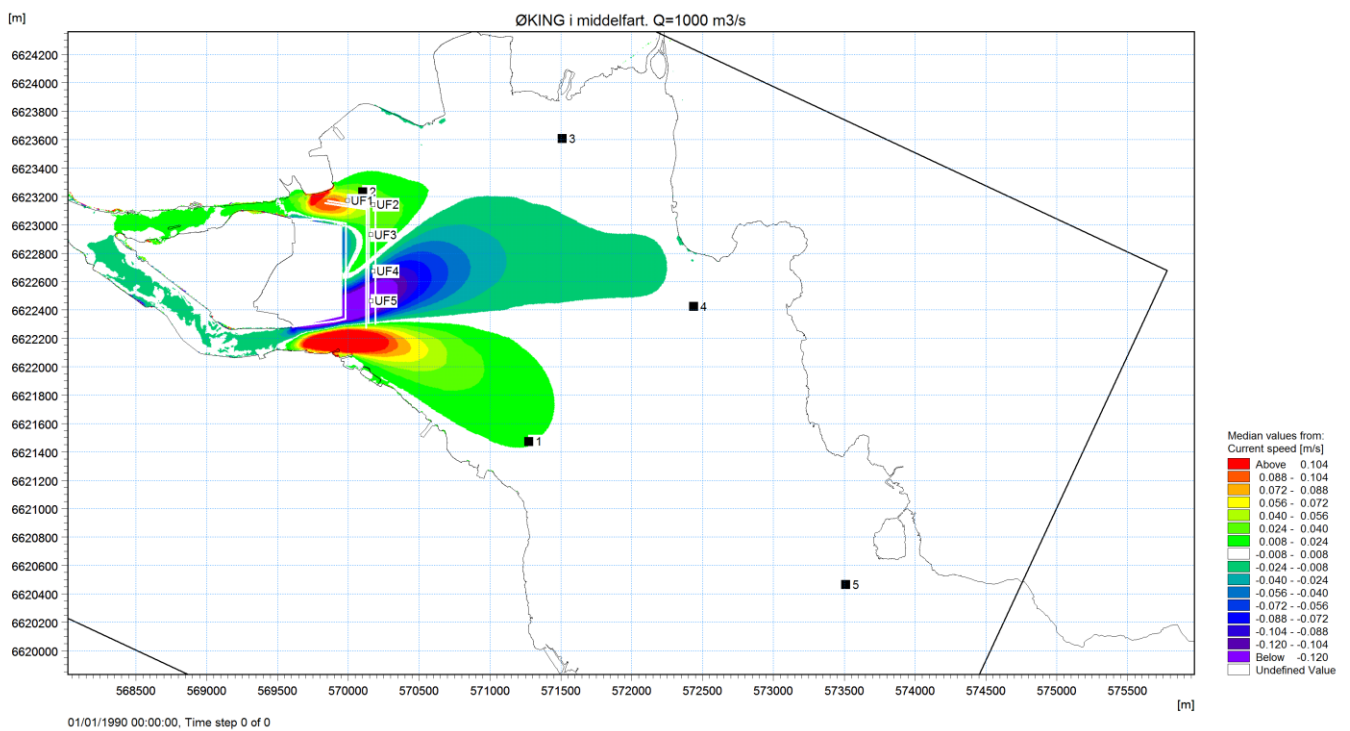 [m]
ØKING i middelfart. Q=1000 m3/s
6624200
6624000
6623800
6623600
6623400
6623200
6623000
6622800
6622600
6622400
6622200
6622000
6621800
6621600
6621400
6621200
6621000
6620800
6620600
6620400
6620200
6620000
3
2
UF1
UF2
UF3
UF4
UF5
4
1
5
568500 569000 569500 570000 570500 571000 571500 572000 572500 573000 573500 574000 574500 575000 575500
[m]
Median values from:
Current speed [m/s]
Above 0.104
0.088 - 0.104
0.072 - 0.088
0.056 - 0.072
0.040 - 0.056
0.024 - 0.040
0.008 - 0.024
-0.008 - 0.008
-0.024 - -0.008
-0.040 - -0.024
-0.056 - -0.040
-0.072 - -0.056
-0.088 - -0.072
-0.104 - -0.088
-0.120 - -0.104
Below -0.120
Undefined Value
01/01/1990 00:00:00, Time step 0 of 0